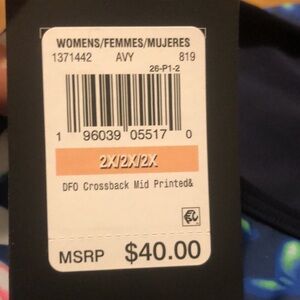 WOMENS/FEMMES/MUJERES
1371442 AVY 819
26-P1-2
1 96039 05517 0
2X/2X/2X
DFO Crossback Mid Printed&
MSRP $40.00